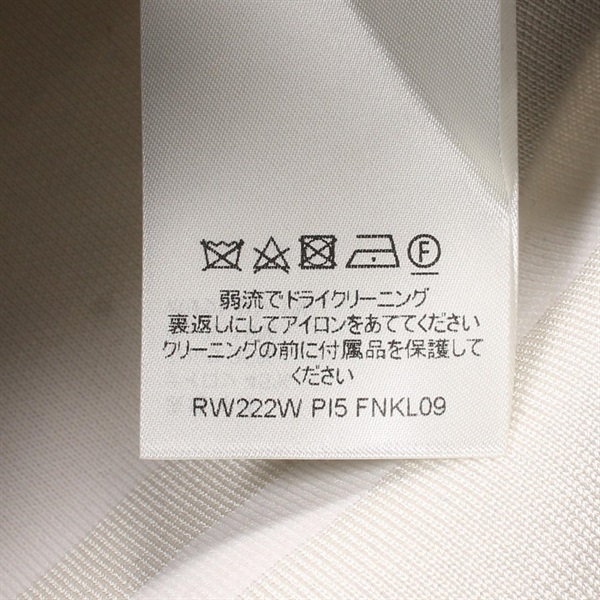 F
弱流でドライクリーニング
裏返しにしてアイロンをあててください
クリーニングの前に付属品を保護して
ください
RW222W PI5 FNKL09